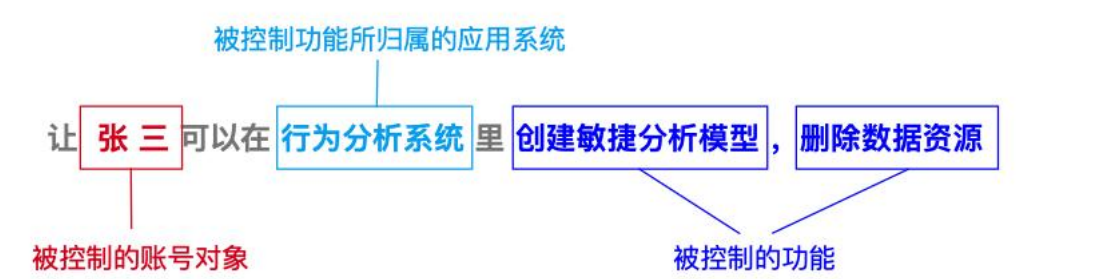 被控制功能所归属的应用系统
让 张 三 可以在 行为分析系统 里 创建敏捷分析模型，删除数据资源
被控制的账号对象 被控制的功能